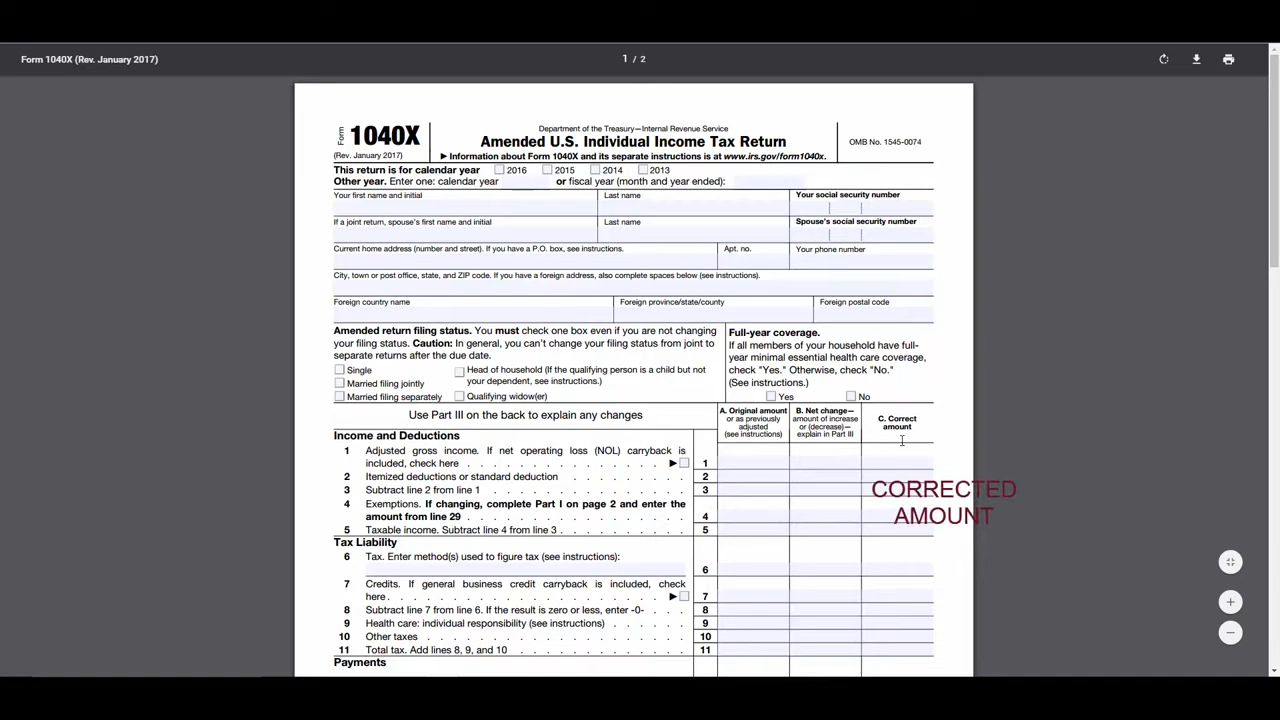 Form 1040X (Rev. January 2017)
1 / 2
Form 1040X
(Rev. January 2017)
Department of the Treasury—Internal Revenue Service
Amended U.S. Individual Income Tax Return
▶ Information about Form 1040X and its separate instructions is at www.irs.gov/form1040x.
OMB No. 1545-0074
This return is for calendar year 2016 2015 2014 2013
Other year. Enter one: calendar year or fiscal year (month and year ended):
Your first name and initial
Last name
Your social security number
If a joint return, spouse's first name and initial
Last name
Spouse's social security number
Current home address (number and street). If you have a P.O. box, see instructions.
Apt. no.
Your phone number
City, town or post office, state, and ZIP code. If you have a foreign address, also complete spaces below (see instructions).
Foreign country name
Foreign province/state/county
Foreign postal code
Amended return filing status. You must check one box even if you are not changing
your filing status. Caution: In general, you can't change your filing status from joint to
separate returns after the due date.
Single
Married filing jointly
Married filing separately
Head of household (If the qualifying person is a child but not
your dependent, see instructions.)
Qualifying widow(er)
Full-year coverage.
If all members of your household have full-
year minimal essential health care coverage,
check "Yes." Otherwise, check "No."
(See instructions.)
Yes No
Use Part III on the back to explain any changes
A. Original amount
or as previously
adjusted
(see instructions)
B. Net change—
amount of increase
or (decrease)—
explain in Part III
C. Correct
amount
Income and Deductions
1 Adjusted gross income. If net operating loss (NOL) carryback is
included, check here . . . . . . . . . . . . . . ▶ 1
2 Itemized deductions or standard deduction . . . . . . . 2
3 Subtract line 2 from line 1 . . . . . . . . . . . . . 3
4 Exemptions. If changing, complete Part I on page 2 and enter the
amount from line 29 . . . . . . . . . . . . . . 4
5 Taxable income. Subtract line 4 from line 3 . . . . . . . . 5
CORRECTED
AMOUNT
Tax Liability
6 Tax. Enter method(s) used to figure tax (see instructions):
6
7 Credits. If general business credit carryback is included, check
here . . . . . . . . . . . . . . . . . . ▶ 7
8 Subtract line 7 from line 6. If the result is zero or less, enter -0- . . . 8
9 Health care: individual responsibility (see instructions) . . . . . 9
10 Other taxes . . . . . . . . . . . . . . . . 10
11 Total tax. Add lines 8, 9, and 10 . . . . . . . . . . . 11
Payments